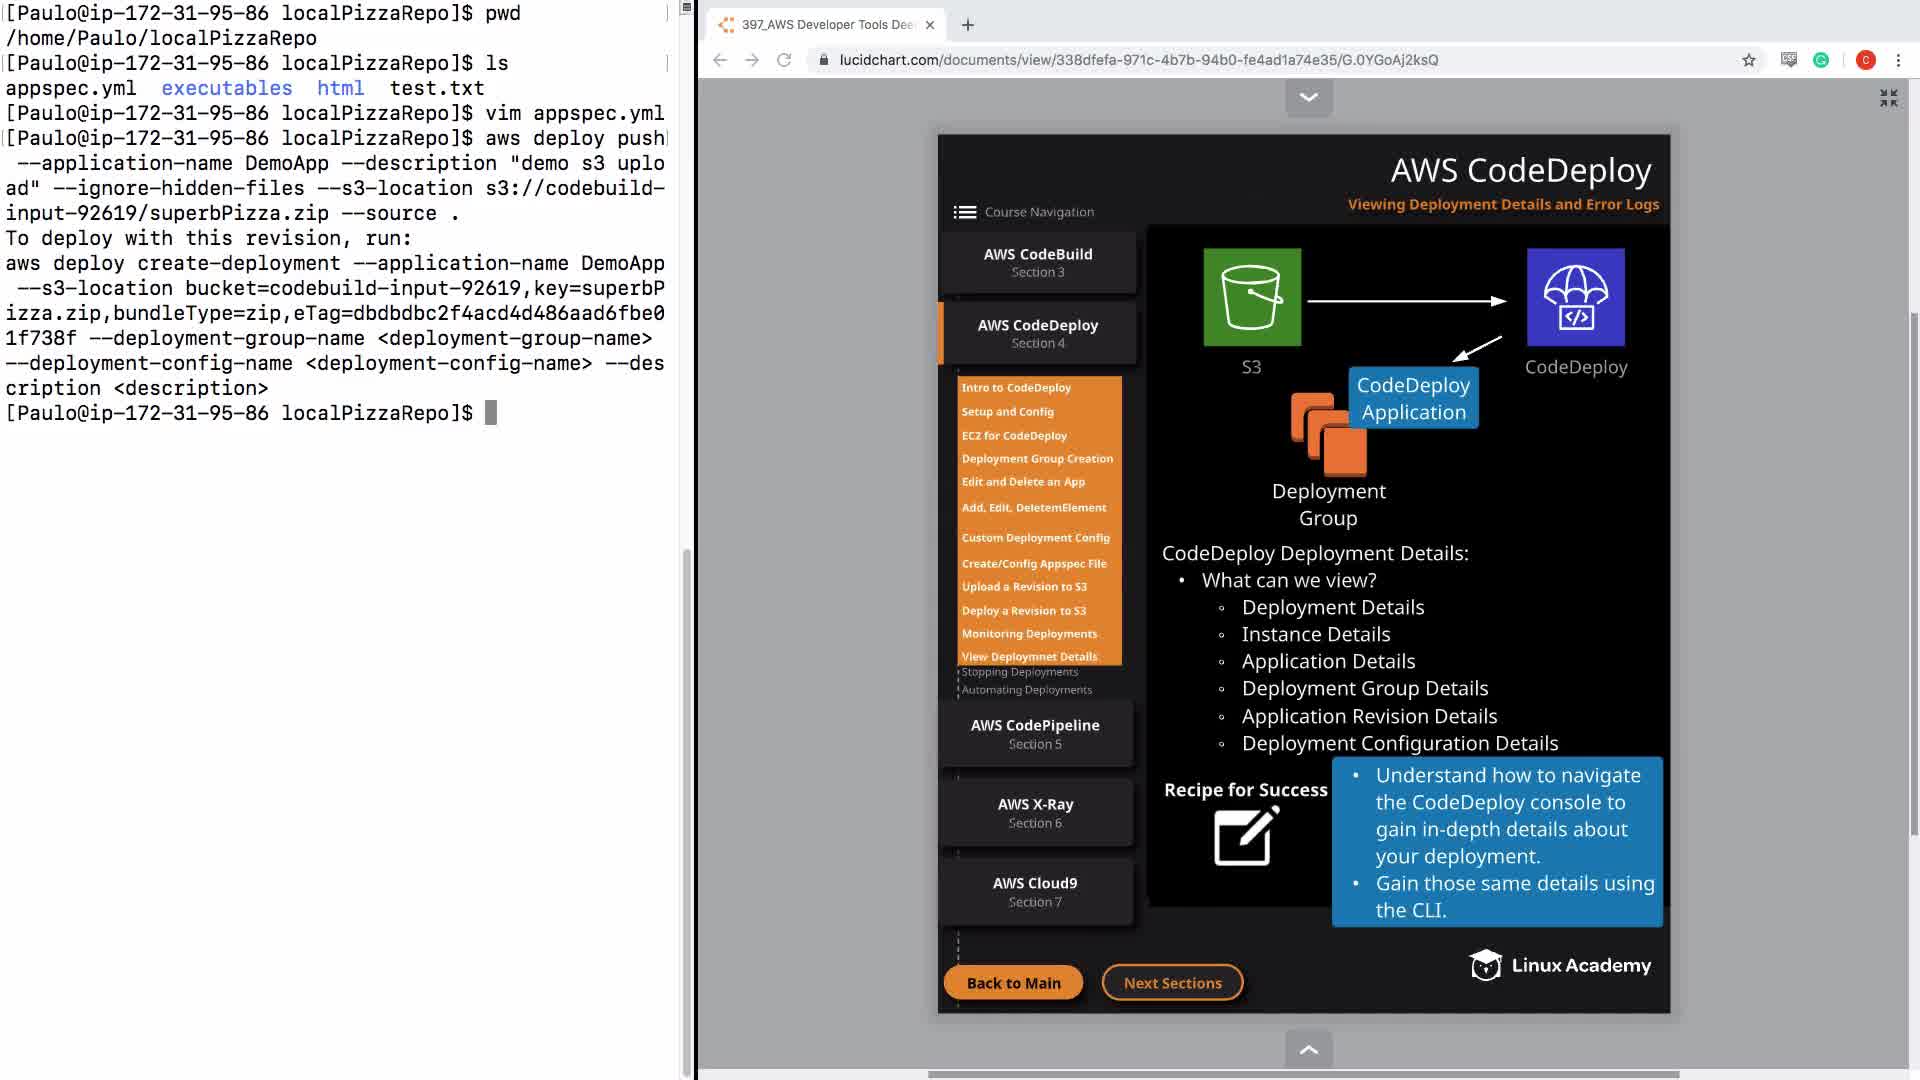 [Paulo@ip-172-31-95-86 localPizzaRepo]$ pwd
/home/Paulo/localPizzaRepo
[Paulo@ip-172-31-95-86 localPizzaRepo]$ ls
appspec.yml executables html test.txt
[Paulo@ip-172-31-95-86 localPizzaRepo]$ vim appspec.yml
[Paulo@ip-172-31-95-86 localPizzaRepo]$ aws deploy push
--application-name DemoApp --description "demo s3 uplo
ad" --ignore-hidden-files --s3-location s3://codebuild-
input-92619/superbPizza.zip --source .
To deploy with this revision, run:
aws deploy create-deployment --application-name DemoApp
--s3-location bucket=codebuild-input-92619,key=superbP
izza.zip,bundleType=zip,eTag=dbdbdbc2f4acd4d486aad6fbe0
1f738f --deployment-group-name <deployment-group-name>
--deployment-config-name <deployment-config-name> --des
cription <description>
[Paulo@ip-172-31-95-86 localPizzaRepo]$
397_AWS Developer Tools Dee
lucidchart.com/documents/view/338dfefa-971c-4b7b-94b0-fe4ad1a74e35/G.0YGoAj2ksQ
C
AWS CodeDeploy
Viewing Deployment Details and Error Logs
Course Navigation
AWS CodeBuild
Section 3
AWS CodeDeploy
Section 4
Intro to CodeDeploy
Setup and Config
EC2 for CodeDeploy
Deployment Group Creation
Edit and Delete an App
Add, Edit, DeletemElement
Custom Deployment Config
Create/Config Appspec File
Upload a Revision to S3
Deploy a Revision to S3
Monitoring Deployments
View Deploymnet Details
Stopping Deployments
Automating Deployments
AWS CodePipeline
Section 5
AWS X-Ray
Section 6
AWS Cloud9
Section 7
Back to Main
Next Sections
S3
CodeDeploy
CodeDeploy
Application
Deployment
Group
CodeDeploy Deployment Details:
• What can we view?
◦ Deployment Details
◦ Instance Details
◦ Application Details
◦ Deployment Group Details
◦ Application Revision Details
◦ Deployment Configuration Details
Recipe for Success
• Understand how to navigate
the CodeDeploy console to
gain in-depth details about
your deployment.
• Gain those same details using
the CLI.
Linux Academy